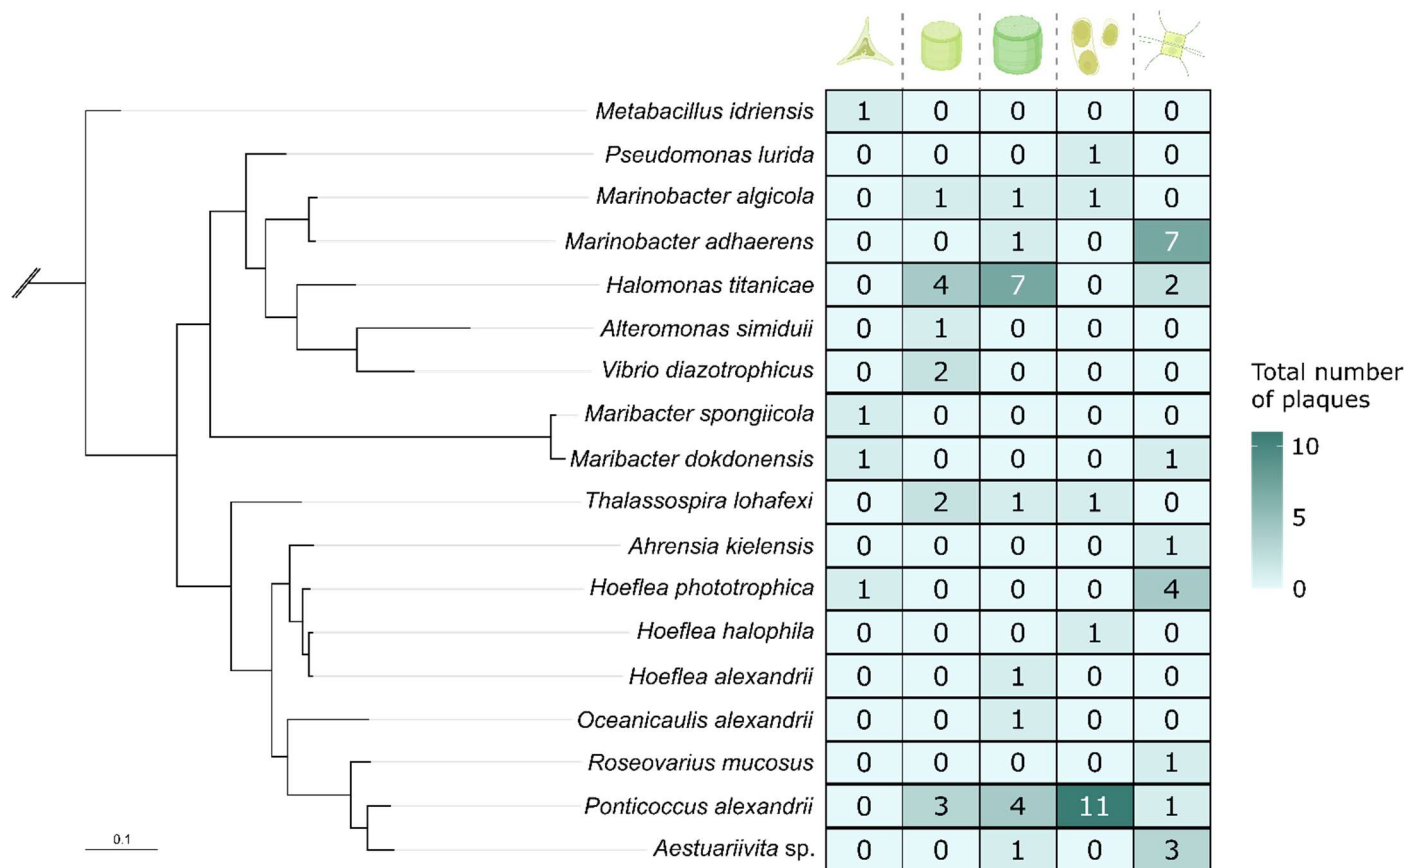 Metabacillus idriensis 1 0 0 0 0
Pseudomonas lurida 0 0 0 1 0
Marinobacter algicola 0 1 1 1 0
Marinobacter adhaerens 0 0 1 0 7
Halomonas titanicae 0 4 7 0 2
Alteromonas simiduii 0 1 0 0 0
Vibrio diazotrophicus 0 2 0 0 0
Maribacter spongiicola 1 0 0 0 0
Maribacter dokdonensis 1 0 0 0 1
Thalassospira lohafexi 0 2 1 1 0
Ahrensia kielensis 0 0 0 0 1
Hoeflea phototrophica 1 0 0 0 4
Hoeflea halophila 0 0 0 1 0
Hoeflea alexandrii 0 0 1 0 0
Oceanicaulis alexandrii 0 0 1 0 0
Roseovarius mucosus 0 0 0 0 1
Ponticoccus alexandrii 0 3 4 11 1
Aestuariivita sp. 0 0 1 0 3
0.1
Total number
of plaques
10
5
0